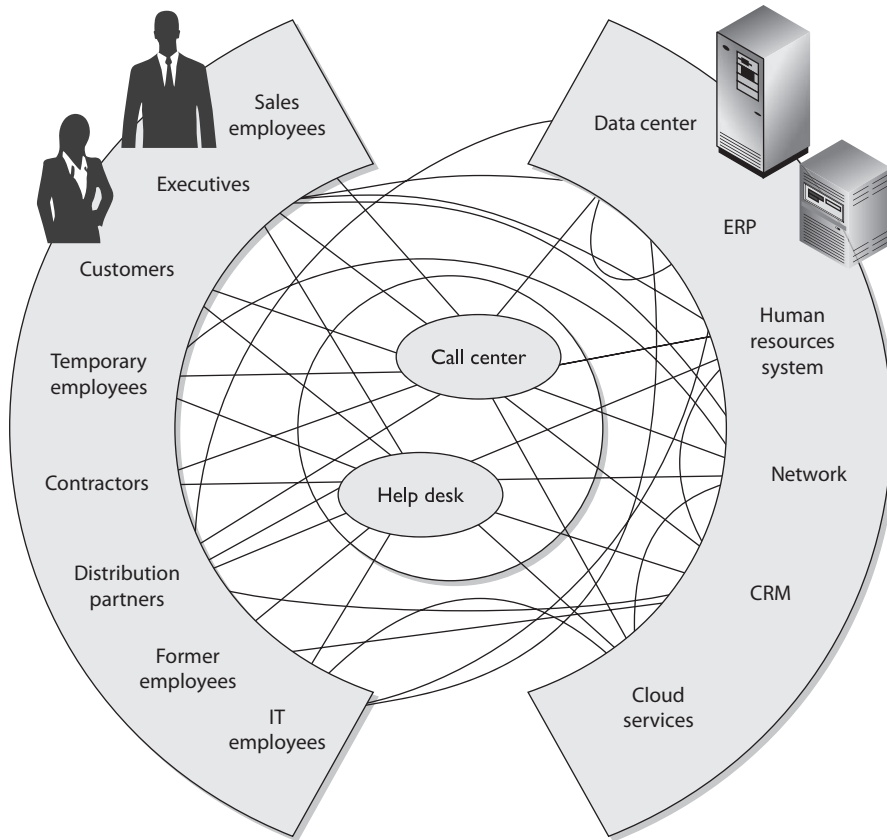 Sales
employees
Executives
Customers
Temporary
employees
Contractors
Distribution
partners
Former
employees
IT
employees
Call center
Help desk
Data center
ERP
Human
resources
system
Network
CRM
Cloud
services